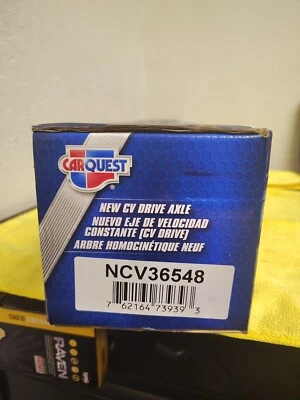 CARQUEST
NEW CV DRIVE AXLE
NUEVO EJE DE VELOCIDAD
CONSTANTE [CV DRIVE]
ARBRE HOMOCINÉTIQUE NEUF
NCV36548
7 62164 73939 3
RAVEN